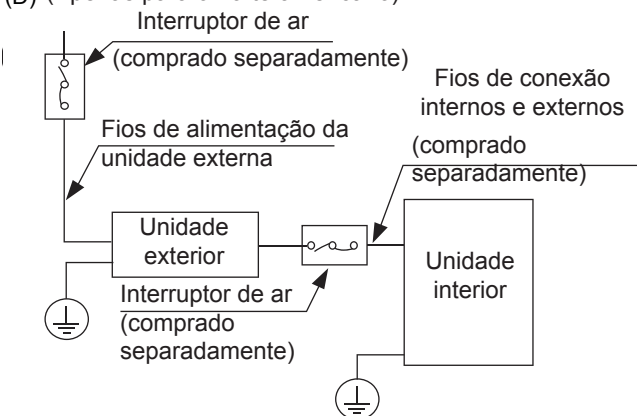 Interruptor de ar
(comprado separadamente)
Fios de conexão
internos e externos
(comprado
separadamente)
Fios de alimentação da
unidade externa
Unidade
exterior
Unidade
interior
Interruptor de ar
(comprado
separadamente)